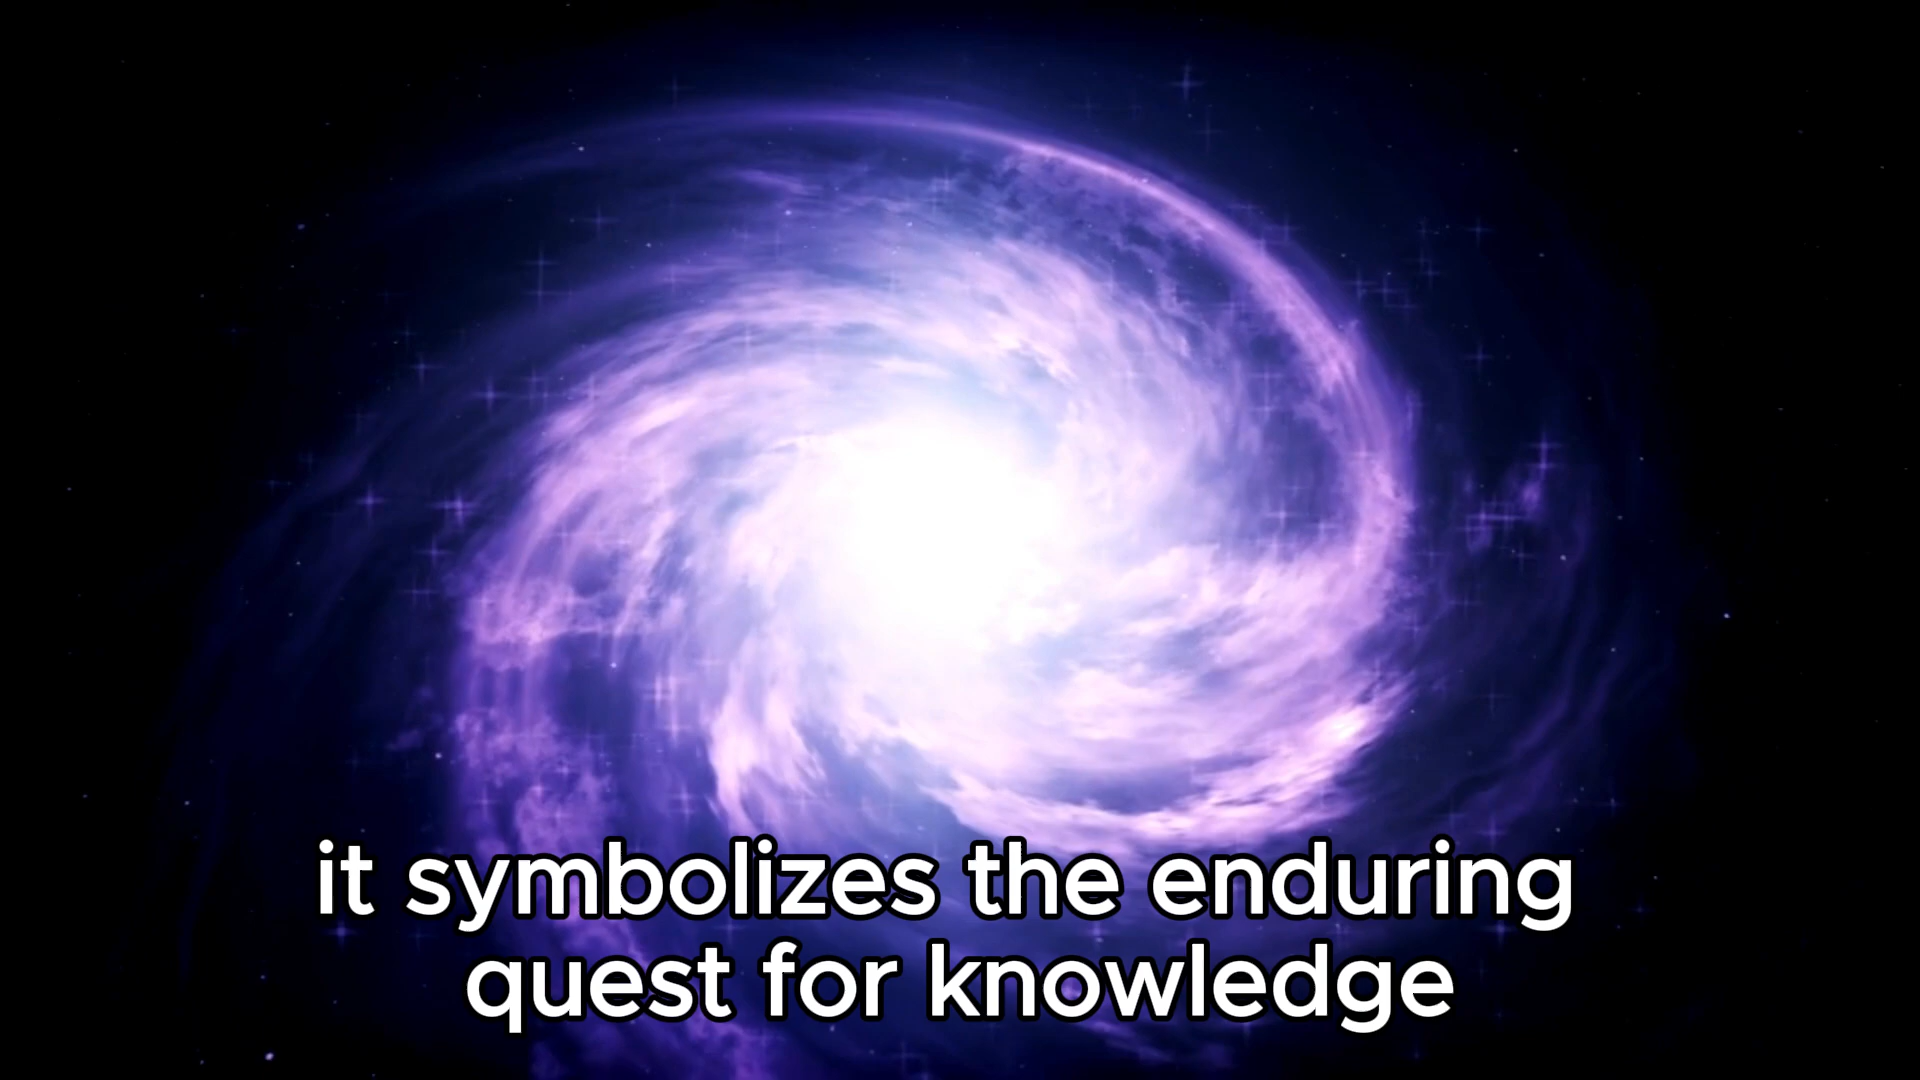 it symbolizes the enduring
quest for knowledge